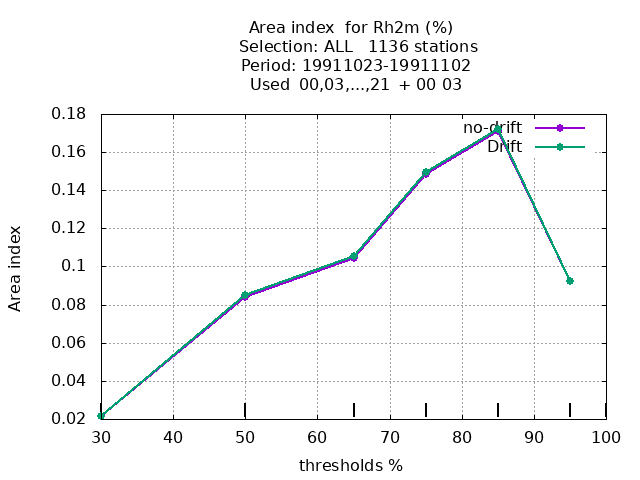 Area index  for Rh2m (%)
Selection: ALL   1136 stations
Period: 19911023-19911102
Used  00,03,...,21  + 00 03
no-drift
Drift
0.18
0.16
0.14
0.12
0.1
0.08
0.06
0.04
0.02
Area index
30 40 50 60 70 80 90 100
thresholds %